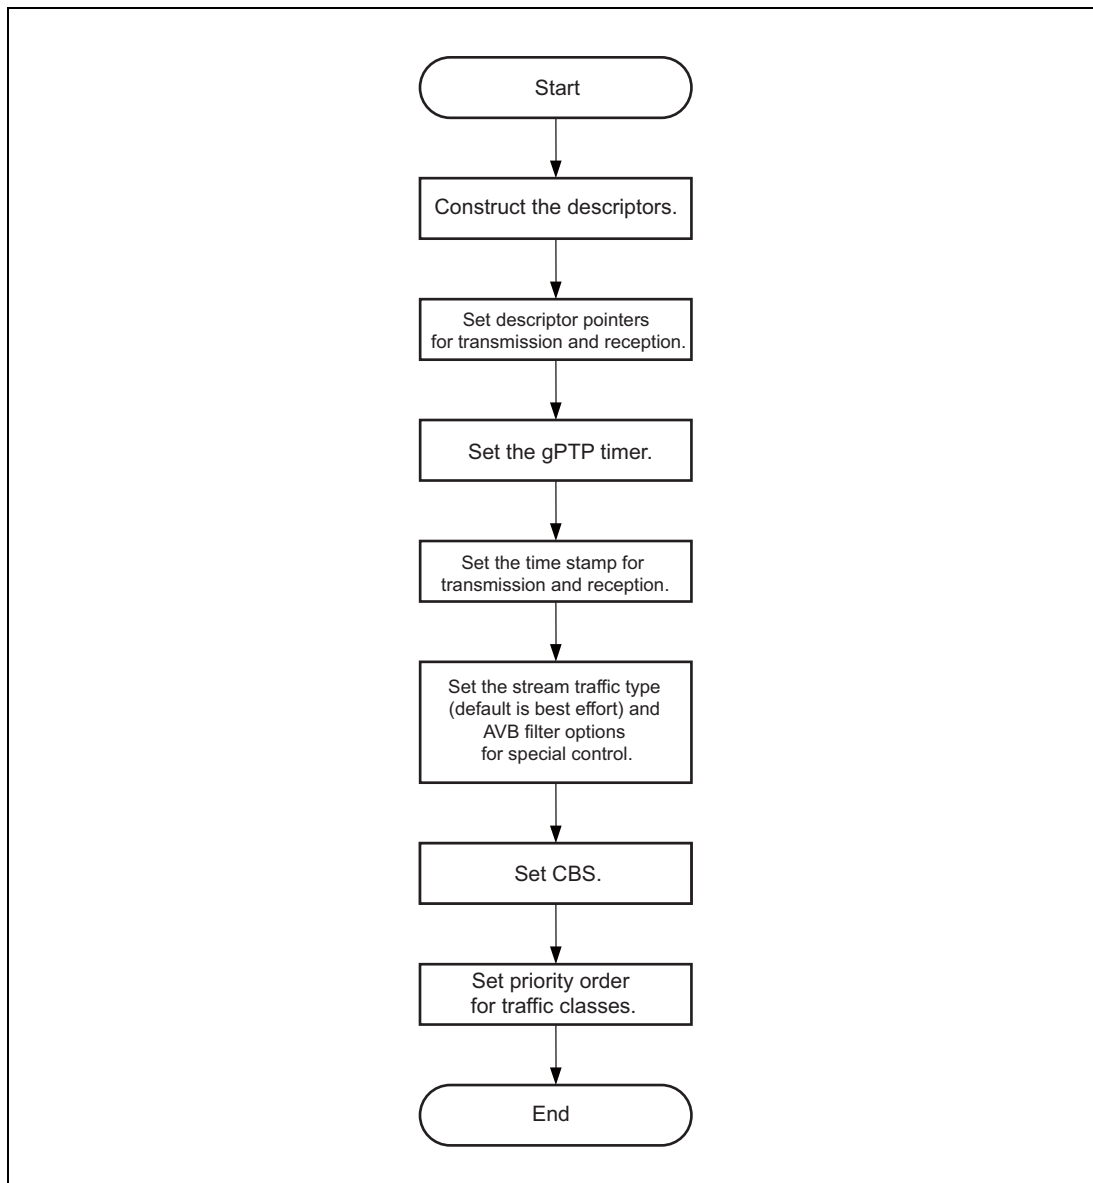 Start
Construct the descriptors.
Set descriptor pointers
for transmission and reception.
Set the gPTP timer.
Set the time stamp for
transmission and reception.
Set the stream traffic type
(default is best effort) and
AVB filter options
for special control.
Set CBS.
Set priority order
for traffic classes.
End